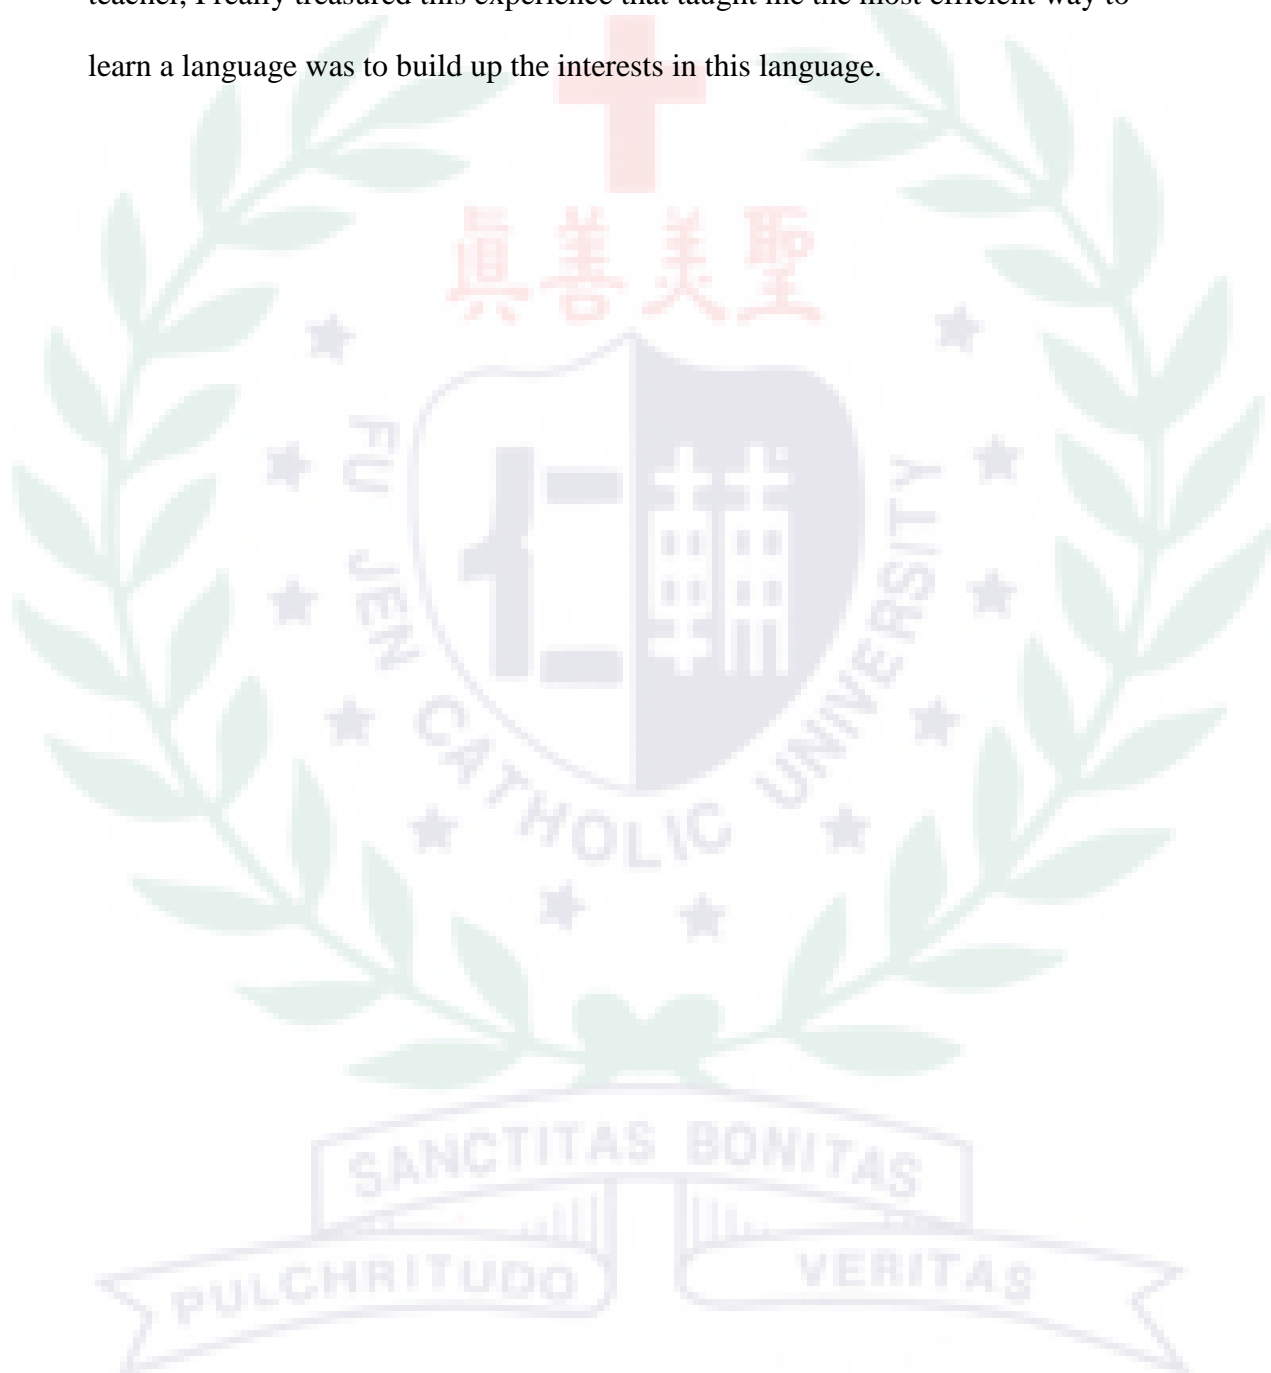 teacher, I really treasured this experience that taught me the most efficient way to
learn a language was to build up the interests in this language.
眞善美聖
FU JEN CATHOLIC UNIVERSITY
仁輔
SANCTITAS BONITAS
PULCHRITUDO VERITAS